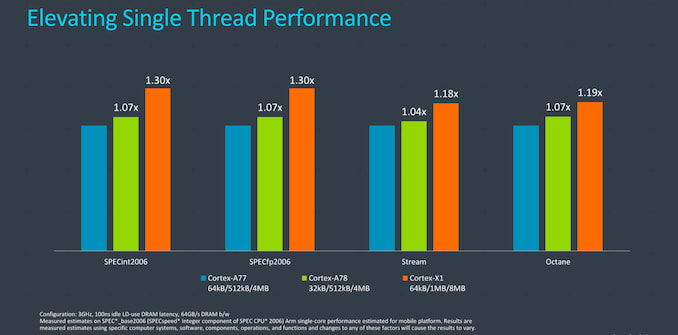 Elevating Single Thread Performance
1.07x
1.30x
1.07x
1.30x
1.04x
1.18x
1.07x
1.19x
SPECint2006
SPECfp2006
Stream
Octane
Cortex-A77
64kB/512kB/4MB
Cortex-A78
32kB/512kB/4MB
Cortex-X1
64kB/1MB/8MB
Configuration: 3GHz, 100ns idle LD-use DRAM latency, 64GB/s DRAM b/w
Measured estimates on SPEC*_base2006 (SPECspeed* Integer component of SPEC CPU* 2006) Arm single-core performance estimated for mobile platform. Results are
measured estimates using specific computer systems, software, components, operations, and functions and changes to any of these factors will cause the results to vary.